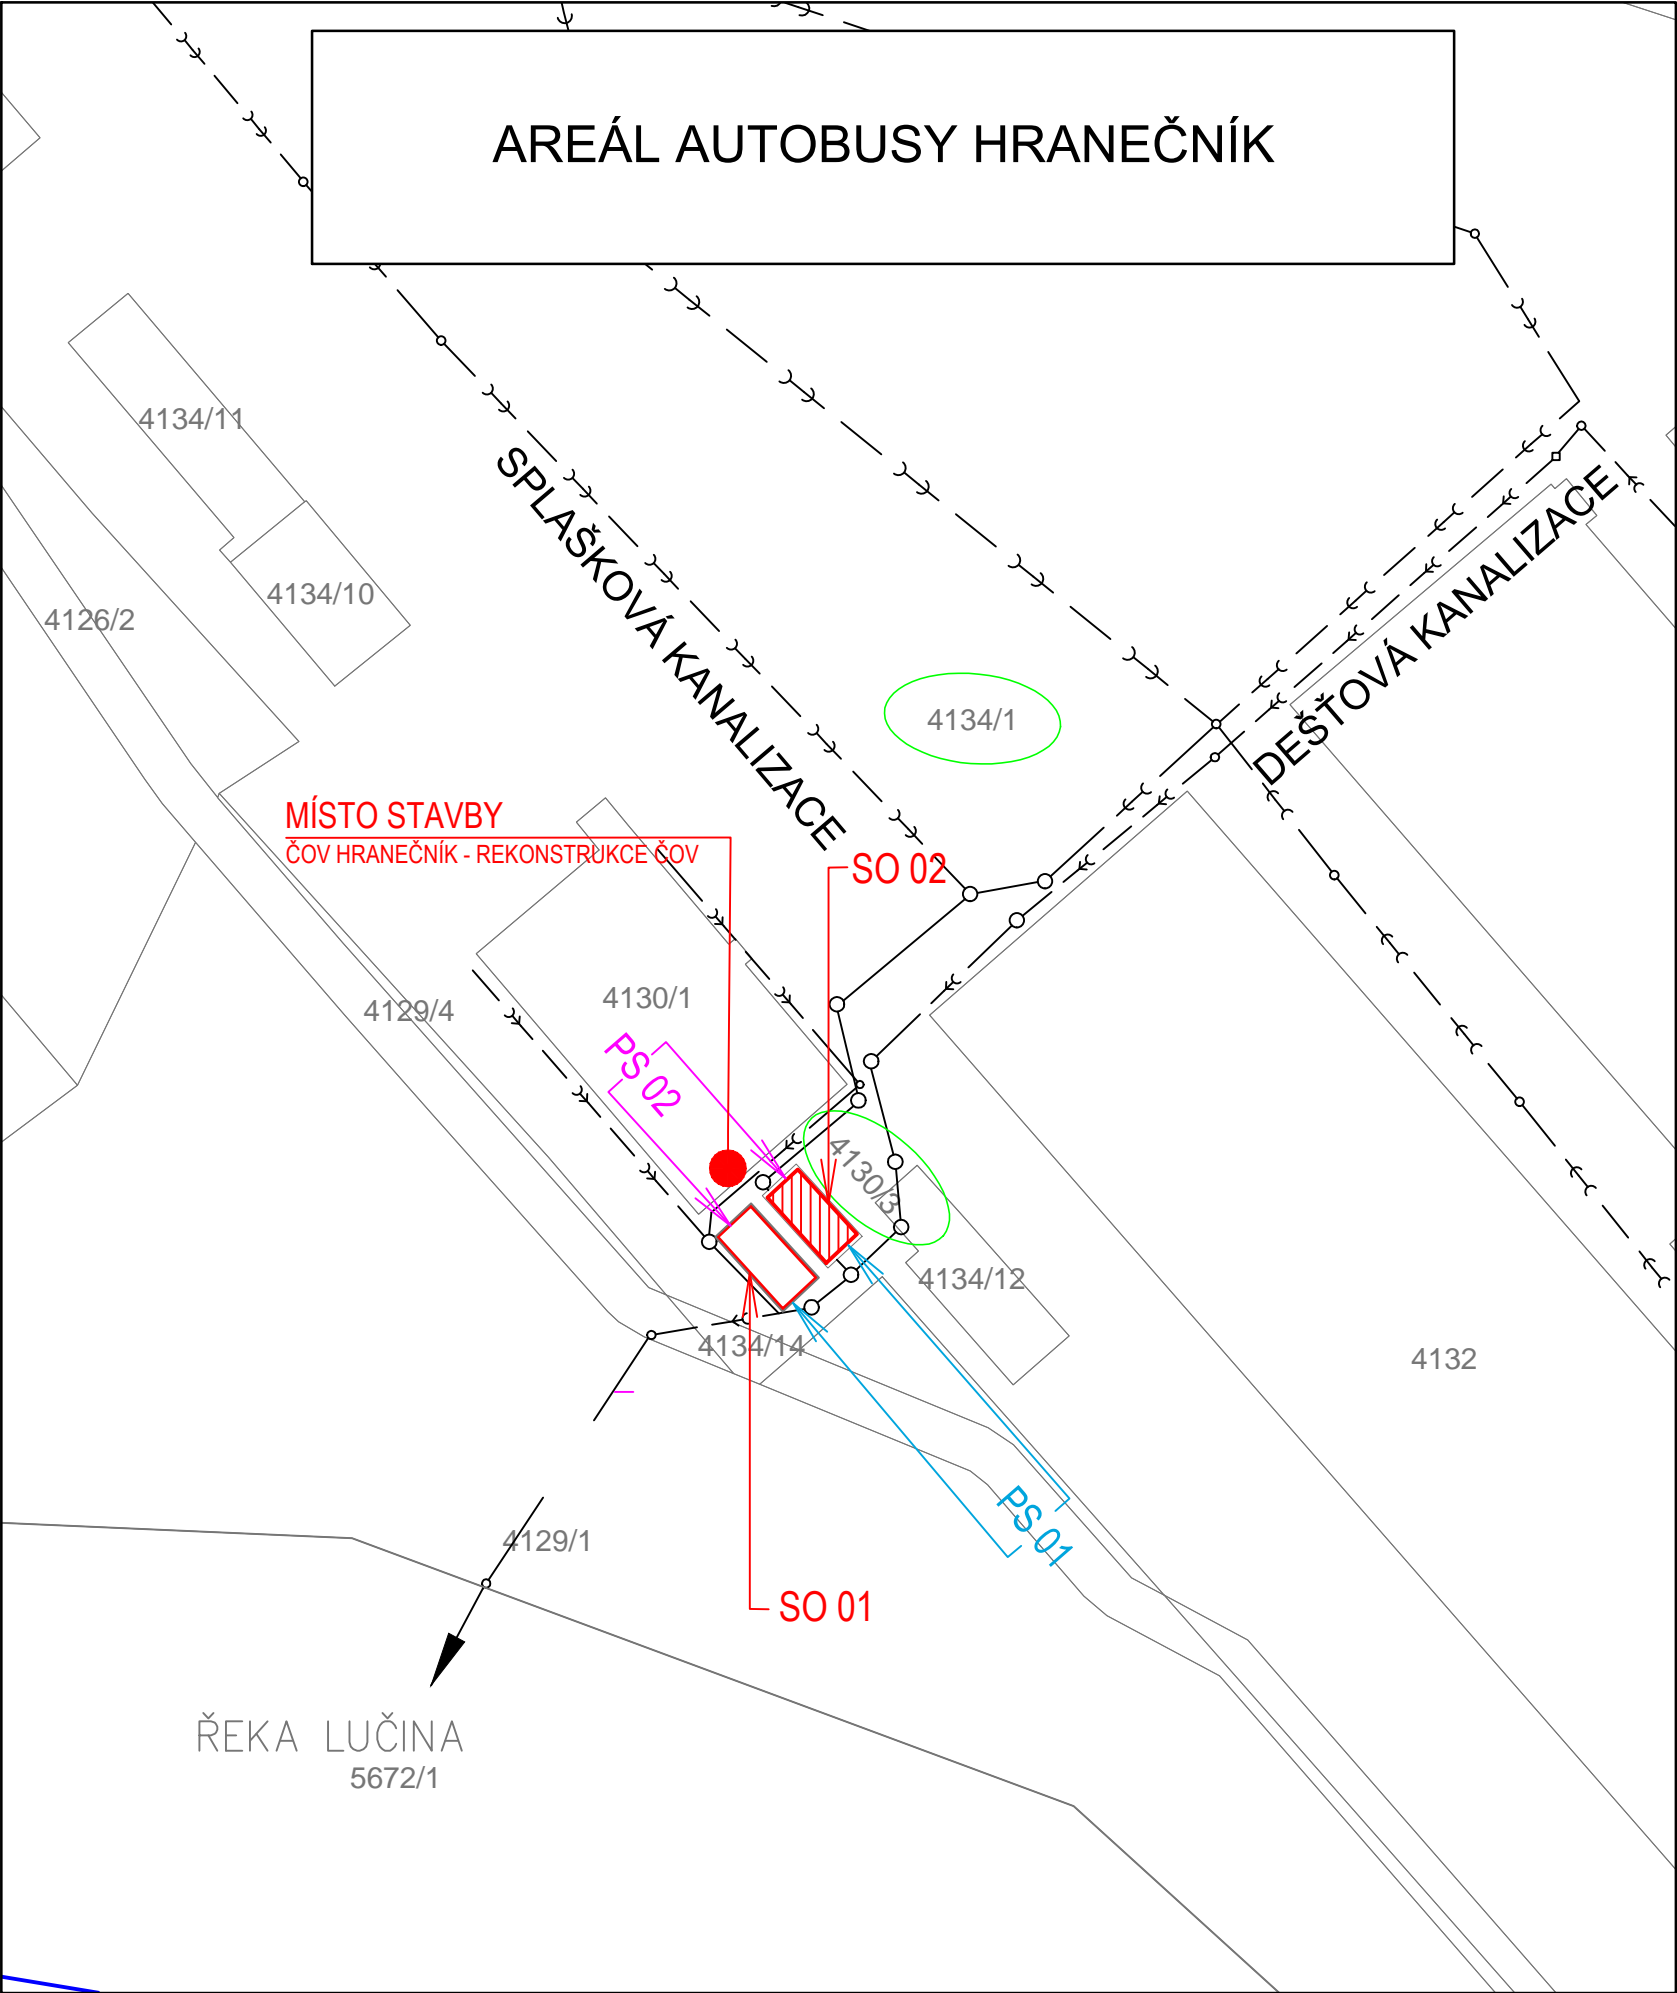 AREÁL AUTOBUSY HRANEČNÍK
4134/11
SPLAŠKOVÁ KANALIZACE
DEŠŤOVÁ KANALIZACE
4134/10
4126/2
4134/1
MÍSTO STAVBY
ČOV HRANEČNÍK - REKONSTRUKCE ČOV
SO 02
4130/1
4129/4
PS 02
4130/3
4134/12
4134/14
4132
PS 01
4129/1
SO 01
ŘEKA LUČINA
5672/1